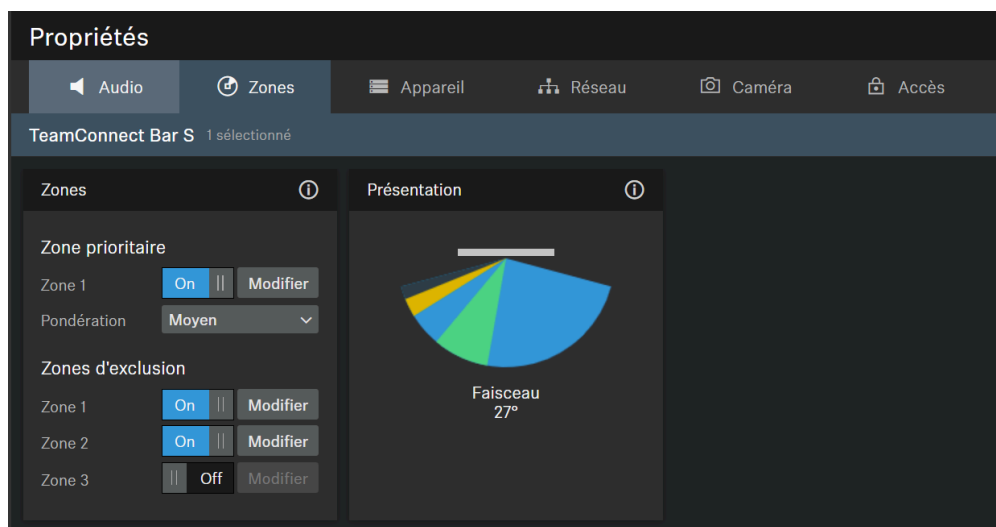 Propriétés
Audio Zones Appareil Réseau Caméra Accès
TeamConnect Bar S 1 sélectionné
Zones Présentation
Zone prioritaire
Zone 1 On Modifier
Pondération Moyen
Zones d'exclusion
Zone 1 On Modifier
Zone 2 On Modifier
Zone 3 Off Modifier
Faisceau
27°